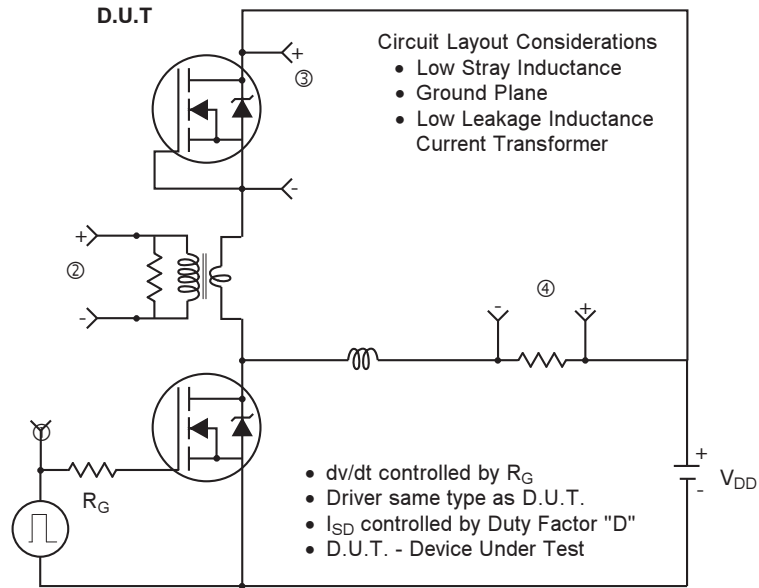 D.U.T
+
③
-
Circuit Layout Considerations
• Low Stray Inductance
• Ground Plane
• Low Leakage Inductance
Current Transformer
+
②
-
④
-
+
①
R_G
• dv/dt controlled by R_G
• Driver same type as D.U.T.
• I_SD controlled by Duty Factor "D"
• D.U.T. - Device Under Test
+
-
V_DD